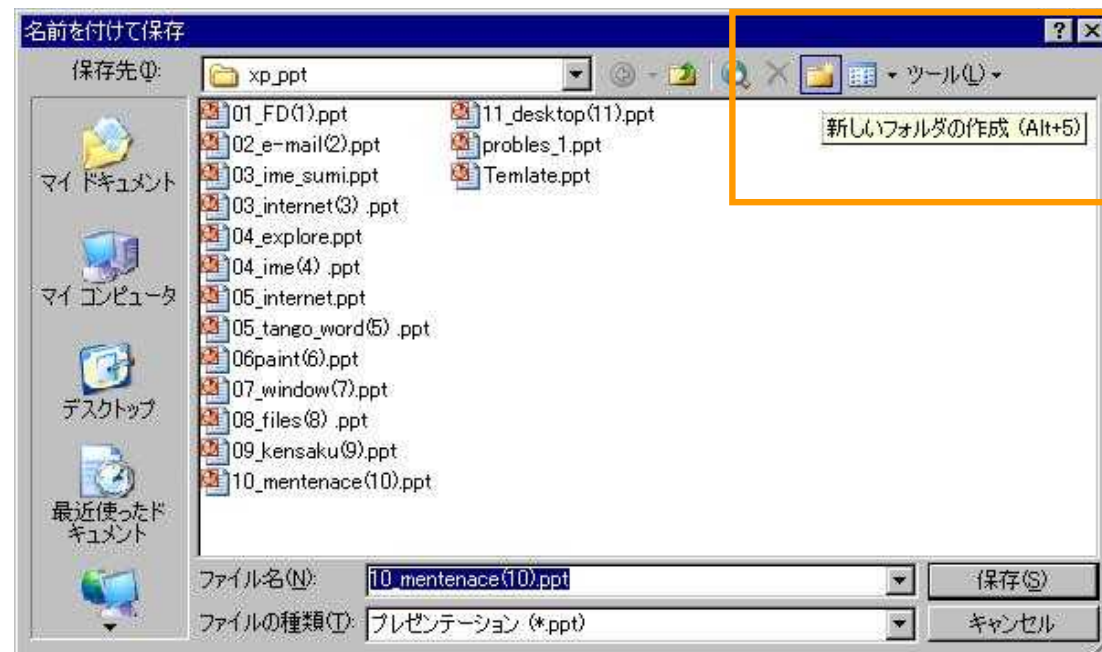 名前を付けて保存
保存先(I):
xp_ppt
ツール(L)
新しいフォルダの作成 (Alt+5)
マイ ドキュメント
マイ コンピュータ
デスクトップ
最近使ったド
キュメント
01_FD(1).ppt
02_e-mail(2).ppt
03_ime_sumi.ppt
03_internet(3) .ppt
04_explore.ppt
04_ime(4) .ppt
05_internet.ppt
05_tango_word(5) .ppt
06paint(6).ppt
07_window(7).ppt
08_files(8) .ppt
09_kensaku(9).ppt
10_mentenace(10).ppt
11_desktop(11).ppt
probles_1.ppt
Temlate.ppt
ファイル名(N):
10_mentenace(10).ppt
保存(S)
ファイルの種類(T):
プレゼンテーション (*.ppt)
キャンセル